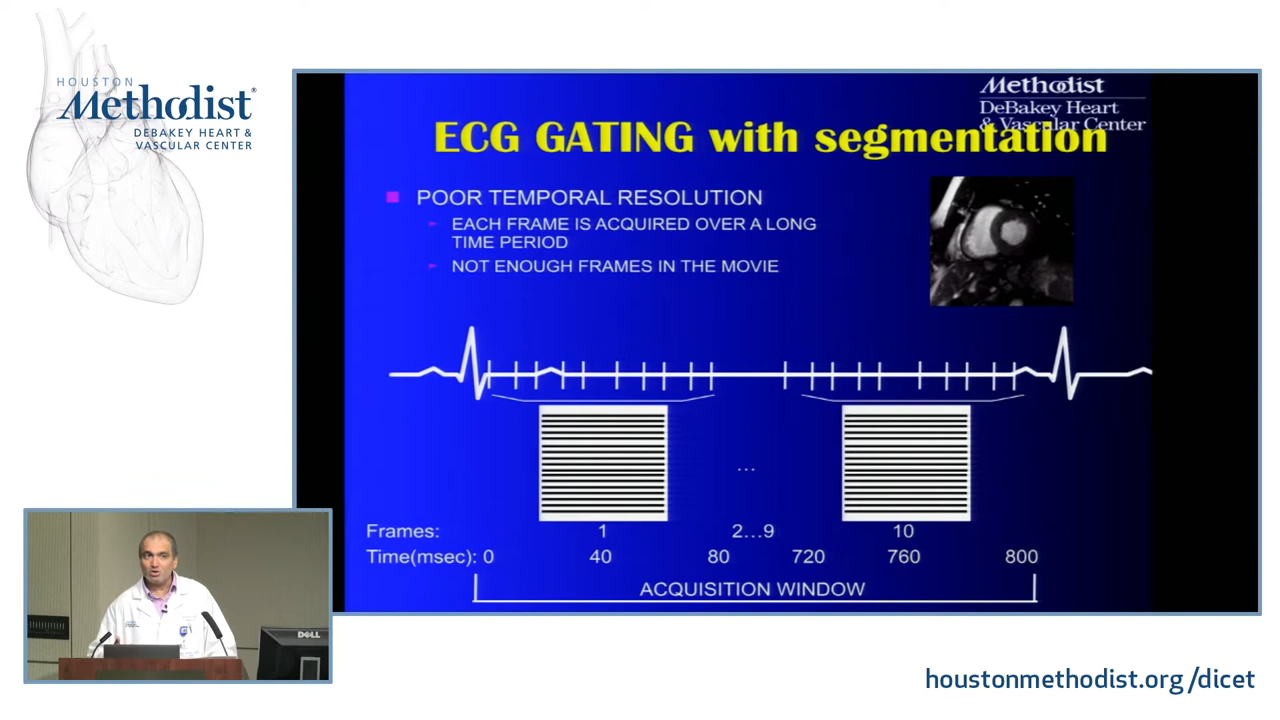 HOUSTON
Methodist®
DEBAKEY HEART &
VASCULAR CENTER
Methodist
DeBakey Heart
& Vascular Center
ECG GATING with segmentation
POOR TEMPORAL RESOLUTION
EACH FRAME IS ACQUIRED OVER A LONG
TIME PERIOD
NOT ENOUGH FRAMES IN THE MOVIE
...
Frames: 1 2...9 10
Time(msec): 0 40 80 720 760 800
ACQUISITION WINDOW
DELL
houstonmethodist.org/dicet